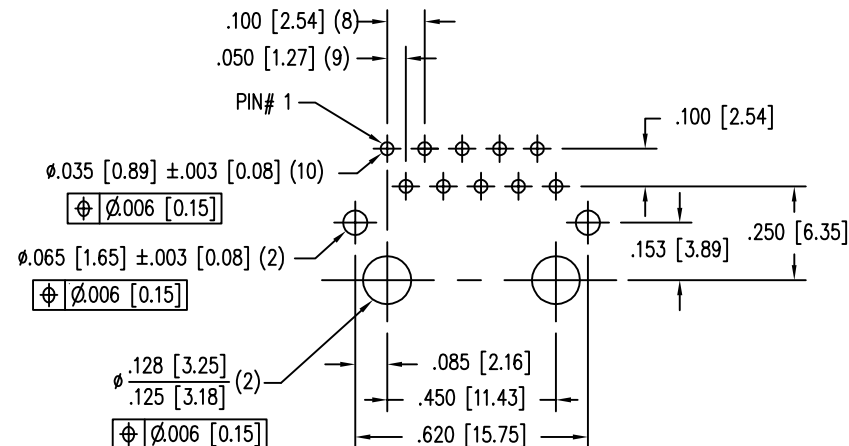 .100 [2.54] (8)
.050 [1.27] (9)
PIN# 1
.100 [2.54]
ø.035 [0.89] ±.003 [0.08] (10)
⌖ Ø.006 [0.15]
.153 [3.89]
.250 [6.35]
ø.065 [1.65] ±.003 [0.08] (2)
⌖ Ø.006 [0.15]
ø .128 [3.25]
.125 [3.18] (2)
⌖ Ø.006 [0.15]
.085 [2.16]
.450 [11.43]
.620 [15.75]